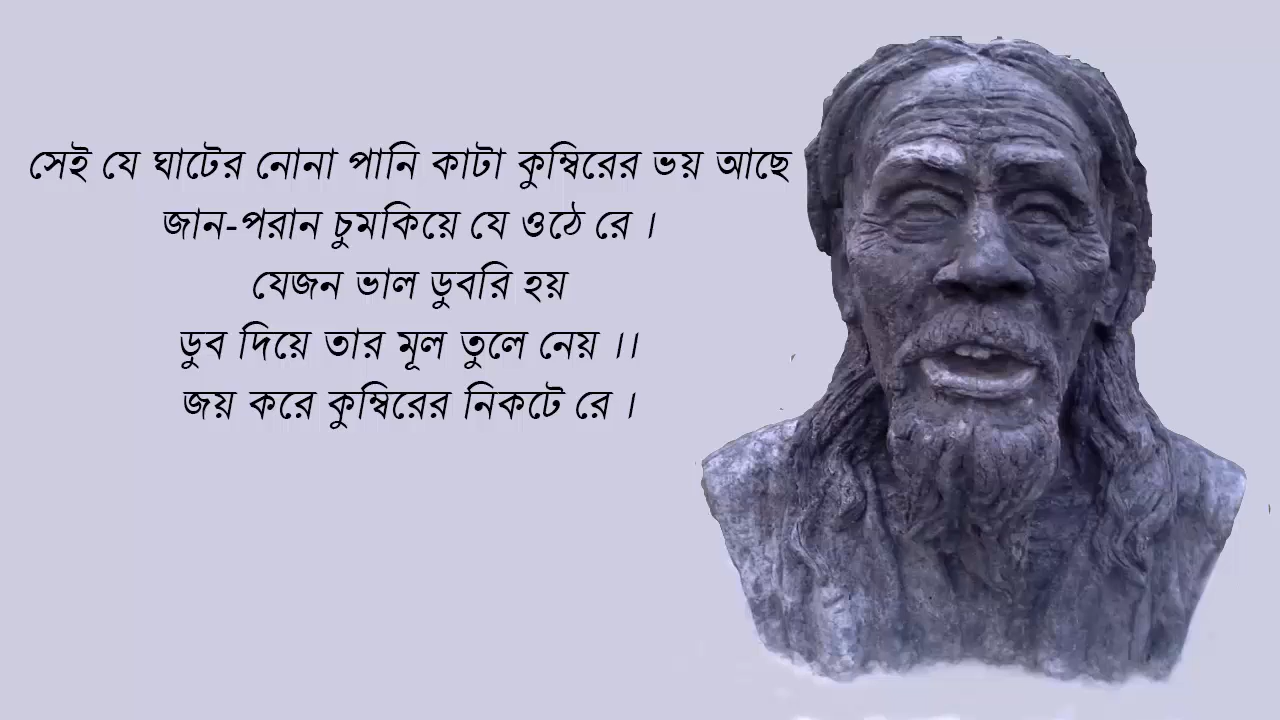 সেই যে ঘাটের নোনা পানি কাটা কুম্বিরের ভয় আছে
জান-পরান চুমকিয়ে যে ওঠে রে ।
যেজন ভাল ডুবরি হয়
ডুব দিয়ে তার মূল তুলে নেয় ।।
জয় করে কুম্বিরের নিকটে রে ।